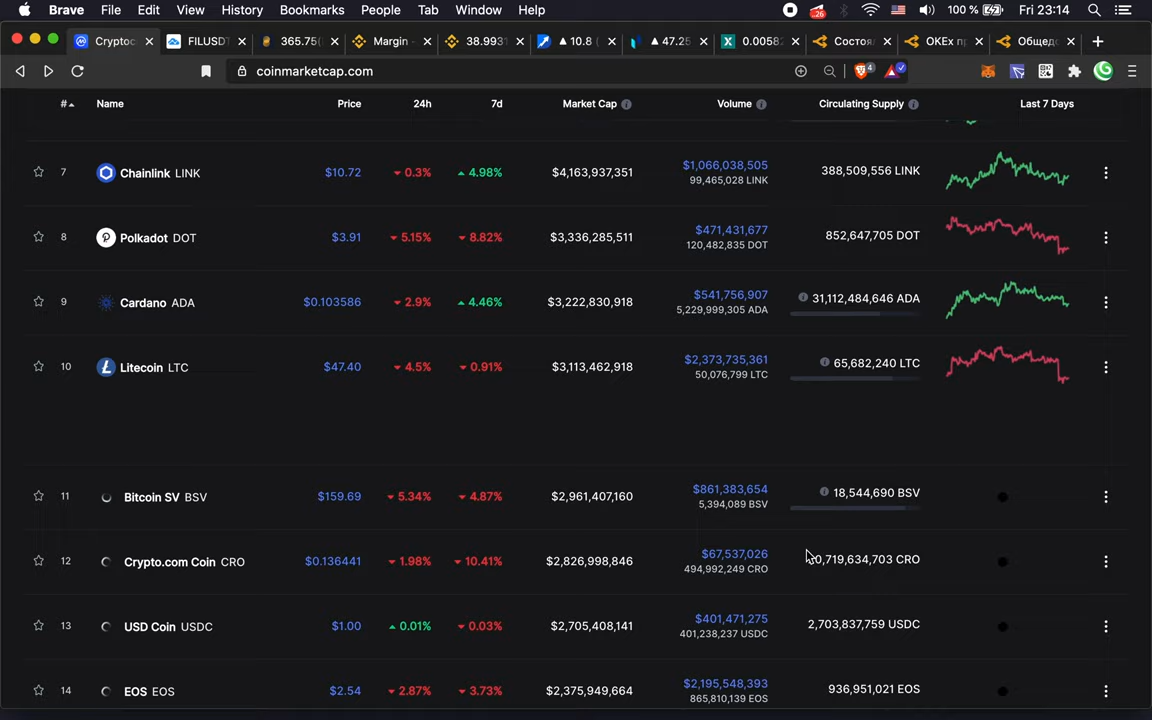 Brave File Edit View History Bookmarks People Tab Window Help 26 100 % Fri 23:14
Cryptoc FILUSDT 365.75( Margin - 38.9931 ▲ 10.8 ( ▲ 47.25 0.0058 Состоя OKEx п Общед
coinmarketcap.com 4
# Name Price 24h 7d Market Cap Volume Circulating Supply Last 7 Days
7 Chainlink LINK $10.72 0.3% 4.98% $4,163,937,351 $1,066,038,505 388,509,556 LINK
99,465,028 LINK
8 Polkadot DOT $3.91 5.15% 8.82% $3,336,285,511 $471,431,677 852,647,705 DOT
120,482,835 DOT
9 Cardano ADA $0.103586 2.9% 4.46% $3,222,830,918 $541,756,907 31,112,484,646 ADA
5,229,999,305 ADA
10 Litecoin LTC $47.40 4.5% 0.91% $3,113,462,918 $2,373,735,361 65,682,240 LTC
50,076,799 LTC
11 Bitcoin SV BSV $159.69 5.34% 4.87% $2,961,407,160 $861,383,654 18,544,690 BSV
5,394,089 BSV
12 Crypto.com Coin CRO $0.136441 1.98% 10.41% $2,826,998,846 $67,537,026 0,719,634,703 CRO
494,992,249 CRO
13 USD Coin USDC $1.00 0.01% 0.03% $2,705,408,141 $401,471,275 2,703,837,759 USDC
401,238,237 USDC
14 EOS EOS $2.54 2.87% 3.73% $2,375,949,664 $2,195,548,393 936,951,021 EOS
865,810,139 EOS